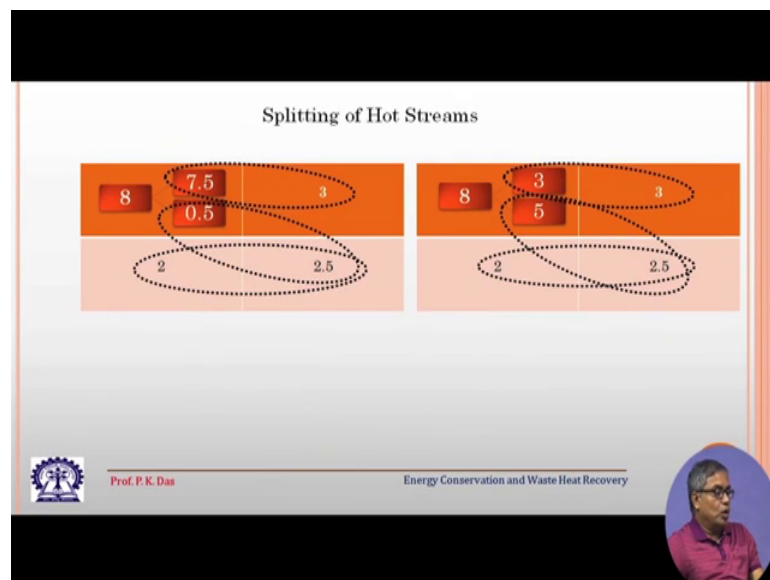 Splitting of Hot Streams
8 7.5 3
0.5
2 2.5
8 3 3
5
2 2.5
Prof. P. K. Das
Energy Conservation and Waste Heat Recovery